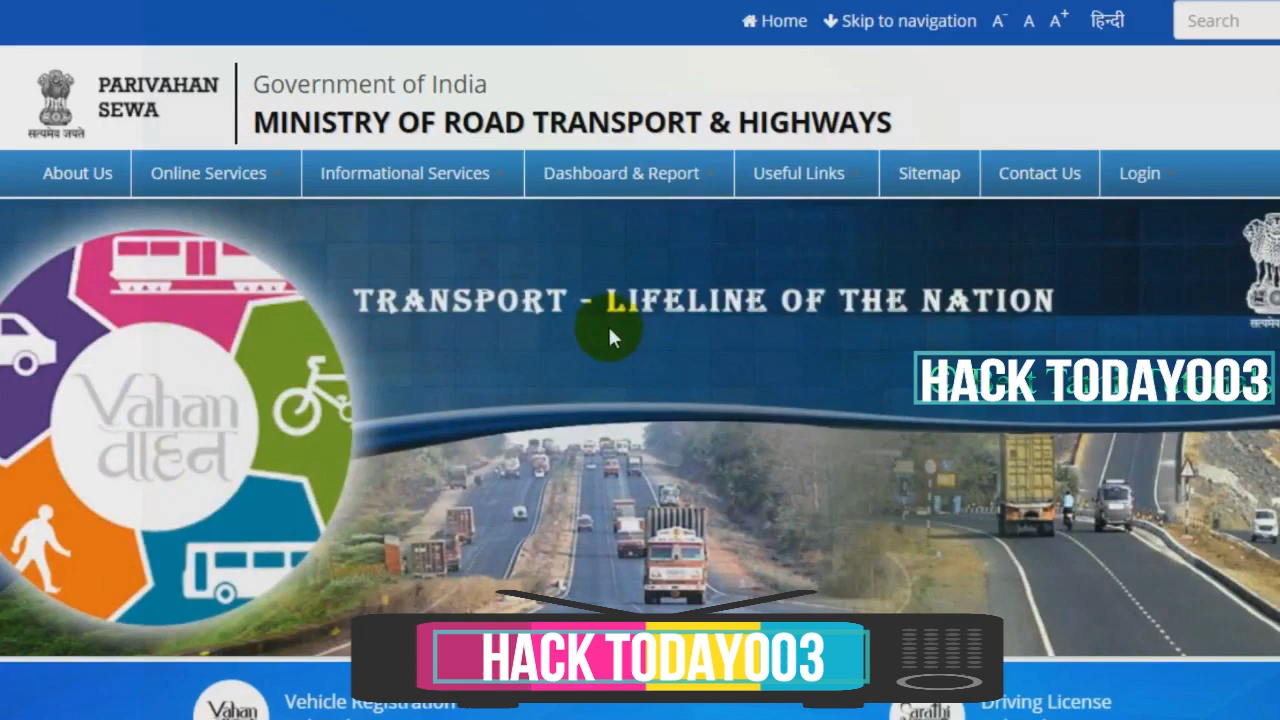 Home Skip to navigation A- A A+ हिन्दी Search
सत्यमेव जयते
PARIVAHAN
SEWA
Government of India
MINISTRY OF ROAD TRANSPORT & HIGHWAYS
About Us Online Services Informational Services Dashboard & Report Useful Links Sitemap Contact Us Login
TRANSPORT - LIFELINE OF THE NATION
HACK TODAY003
Vahan
वाहन
HACK TODAY003
Vahan Vehicle Registration
Sarathi Driving License